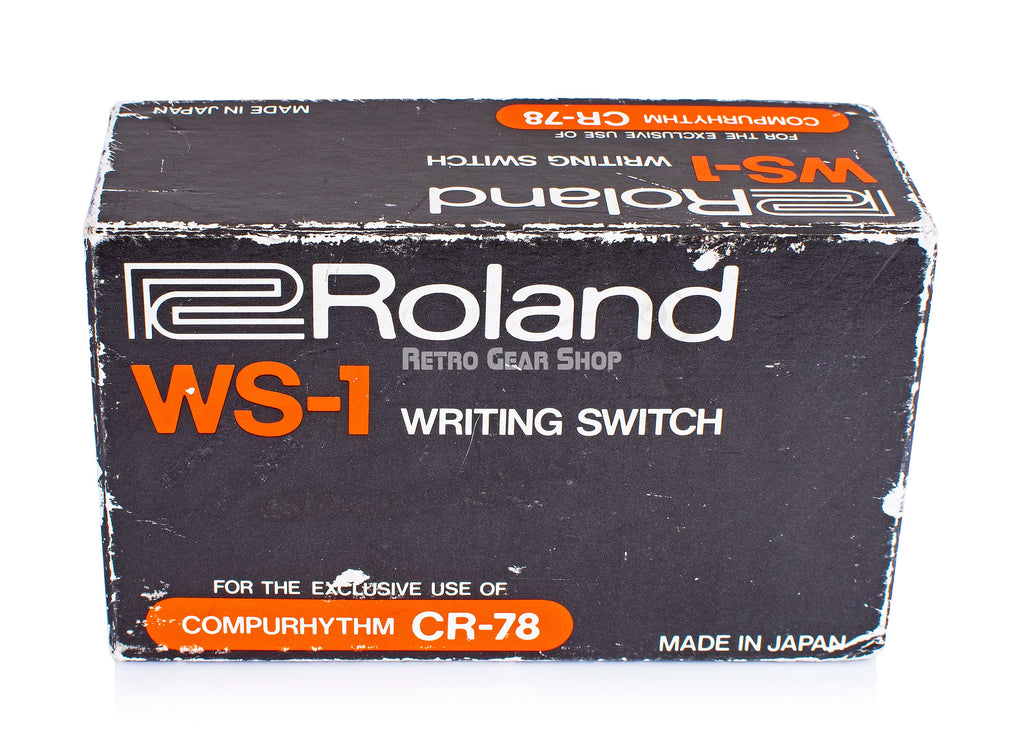 MADE IN JAPAN
COMPURHYTHM CR-78
FOR THE EXCLUSIVE USE OF
WS-1 WRITING SWITCH
Roland
Roland
RETRO GEAR SHOP
WS-1 WRITING SWITCH
FOR THE EXCLUSIVE USE OF
COMPURHYTHM CR-78
MADE IN JAPAN